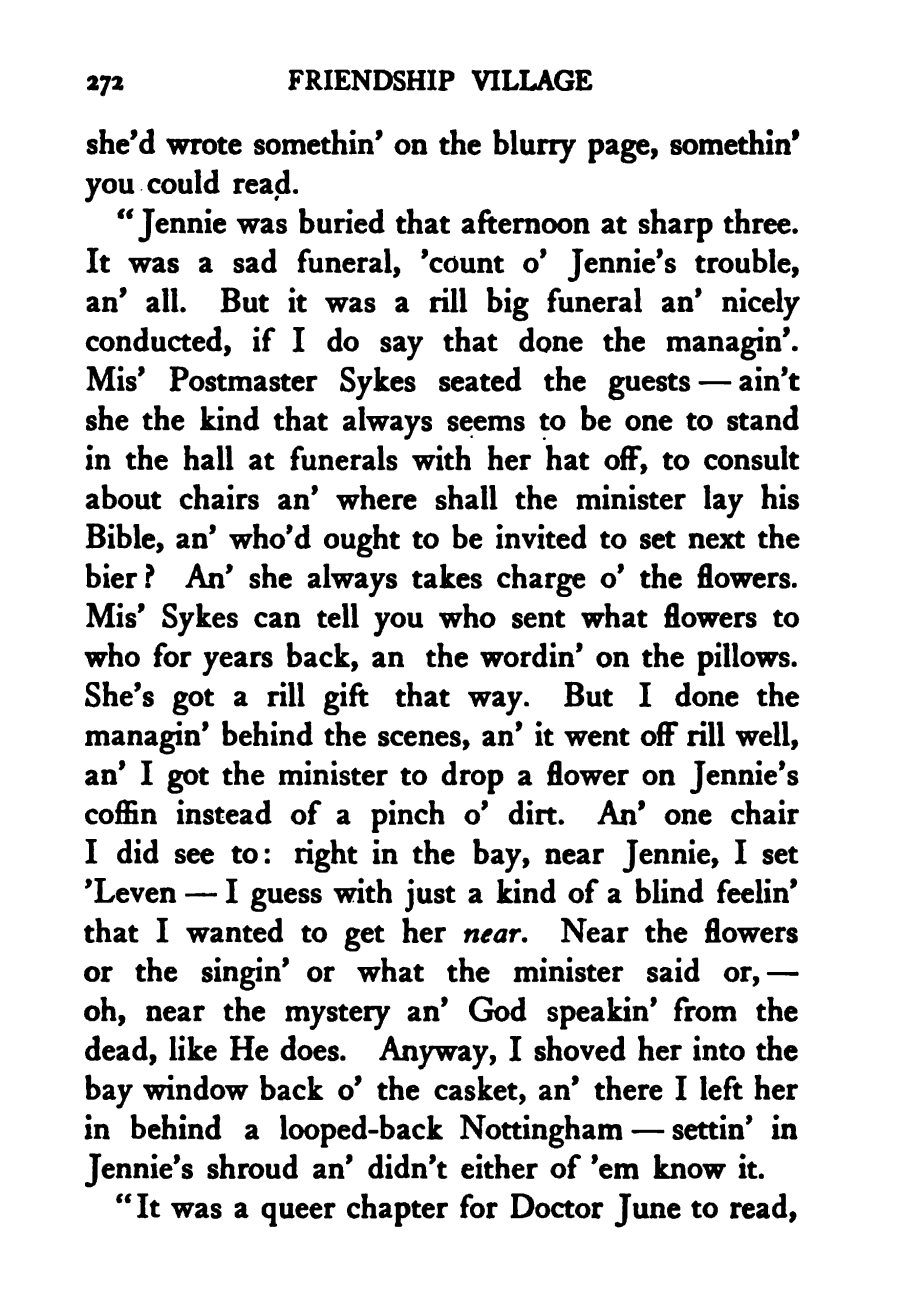 272 FRIENDSHIP VILLAGE
she'd wrote somethin' on the blurry page, somethin'
you could read.
"Jennie was buried that afternoon at sharp three.
It was a sad funeral, 'count o' Jennie's trouble,
an' all. But it was a rill big funeral an' nicely
conducted, if I do say that done the managin'.
Mis' Postmaster Sykes seated the guests — ain't
she the kind that always seems to be one to stand
in the hall at funerals with her hat off, to consult
about chairs an' where shall the minister lay his
Bible, an' who'd ought to be invited to set next the
bier? An' she always takes charge o' the flowers.
Mis' Sykes can tell you who sent what flowers to
who for years back, an the wordin' on the pillows.
She's got a rill gift that way. But I done the
managin' behind the scenes, an' it went off rill well,
an' I got the minister to drop a flower on Jennie's
coffin instead of a pinch o' dirt. An' one chair
I did see to: right in the bay, near Jennie, I set
'Leven — I guess with just a kind of a blind feelin'
that I wanted to get her near. Near the flowers
or the singin' or what the minister said or, —
oh, near the mystery an' God speakin' from the
dead, like He does. Anyway, I shoved her into the
bay window back o' the casket, an' there I left her
in behind a looped-back Nottingham — settin' in
Jennie's shroud an' didn't either of 'em know it.
"It was a queer chapter for Doctor June to read,